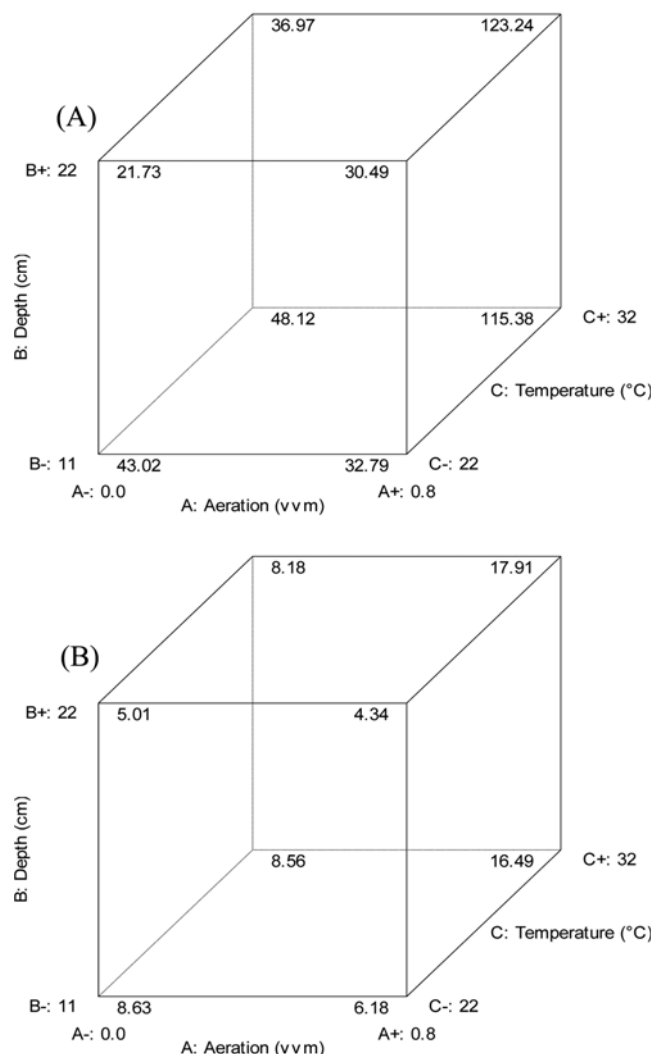 36.97 123.24
(A)
B+: 22 21.73 30.49
B: Depth (cm)
48.12 115.38 C+: 32
C: Temperature (°C)
B-: 11 43.02 32.79 C-: 22
A-: 0.0 A+: 0.8
A: Aeration (vvm)
8.18 17.91
(B)
B+: 22 5.01 4.34
B: Depth (cm)
8.56 16.49 C+: 32
C: Temperature (°C)
B-: 11 8.63 6.18 C-: 22
A-: 0.0 A+: 0.8
A: Aeration (vvm)